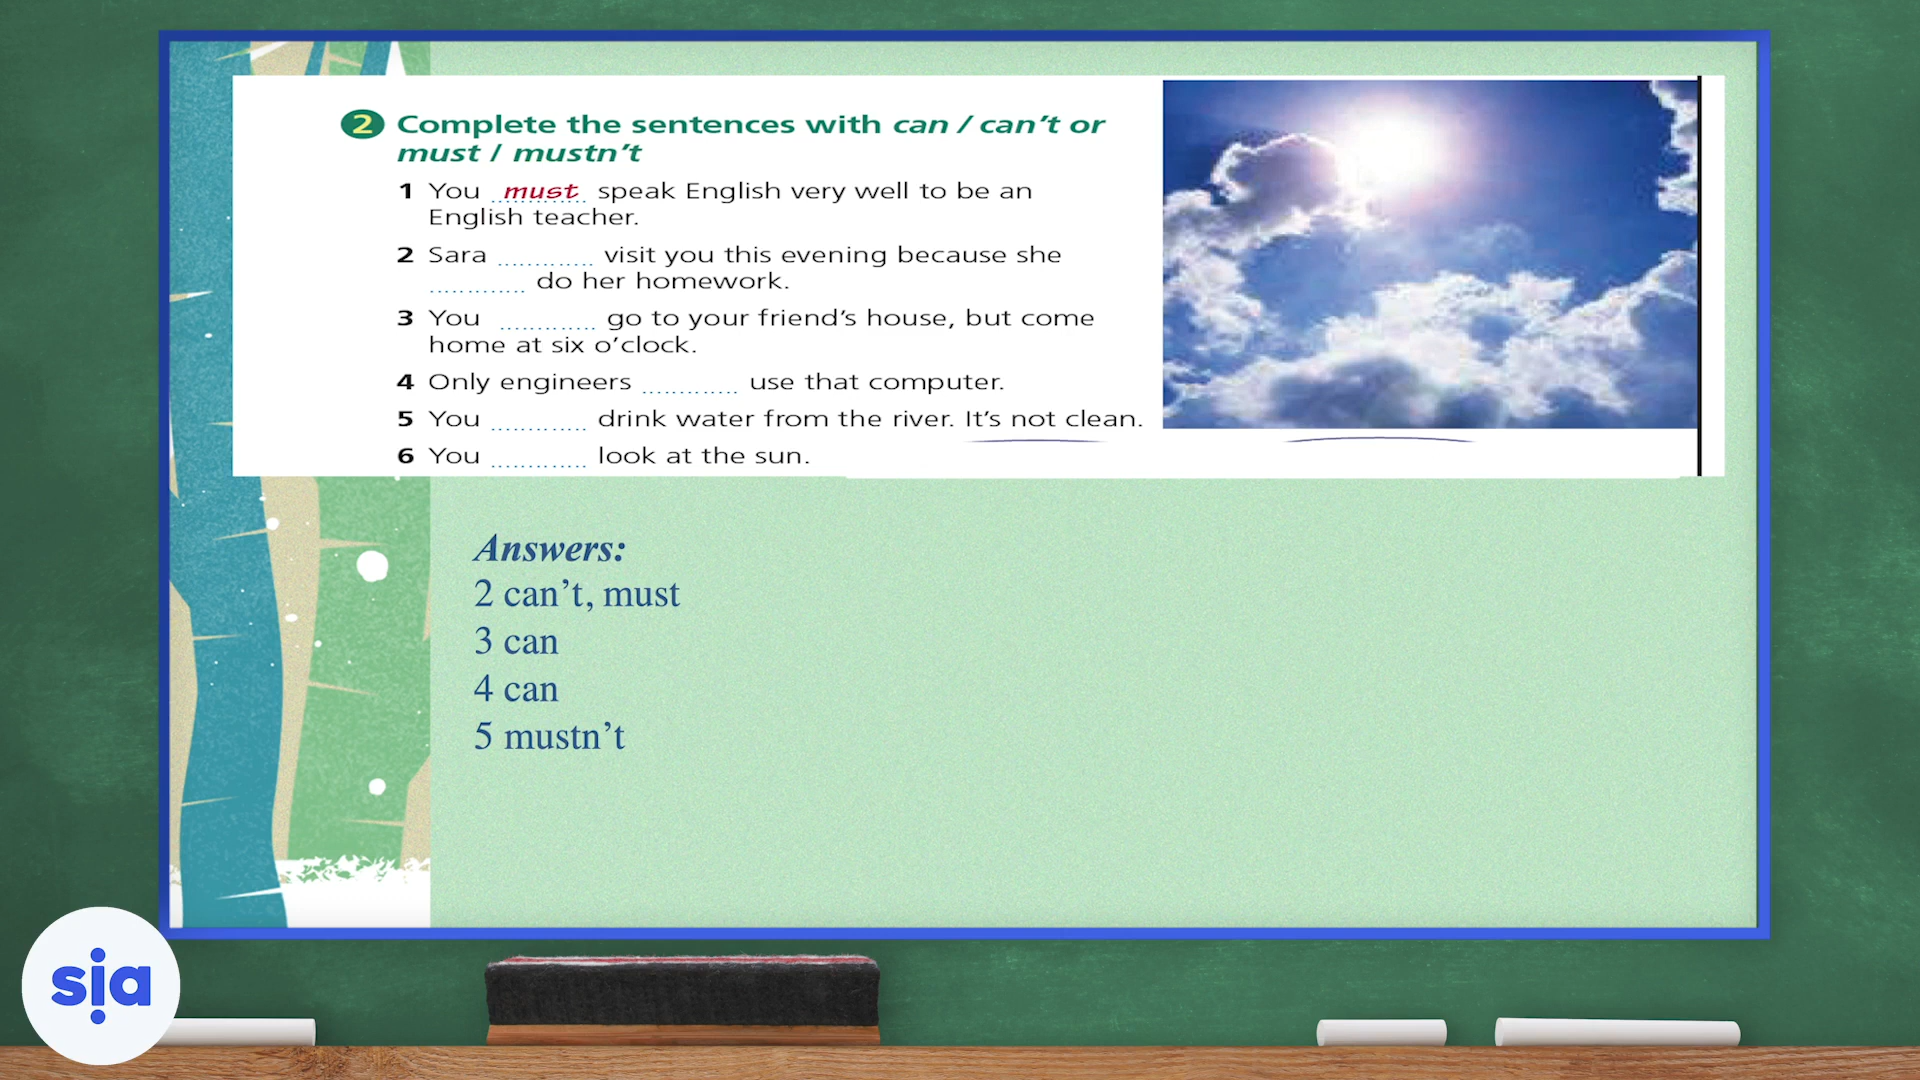 2 Complete the sentences with can / can't or
must / mustn't
1 You must speak English very well to be an
English teacher.
2 Sara ............ visit you this evening because she
............ do her homework.
3 You ............ go to your friend's house, but come
home at six o'clock.
4 Only engineers ............ use that computer.
5 You ............ drink water from the river. It's not clean.
6 You ............ look at the sun.
Answers:
2 can't, must
3 can
4 can
5 mustn't
sia